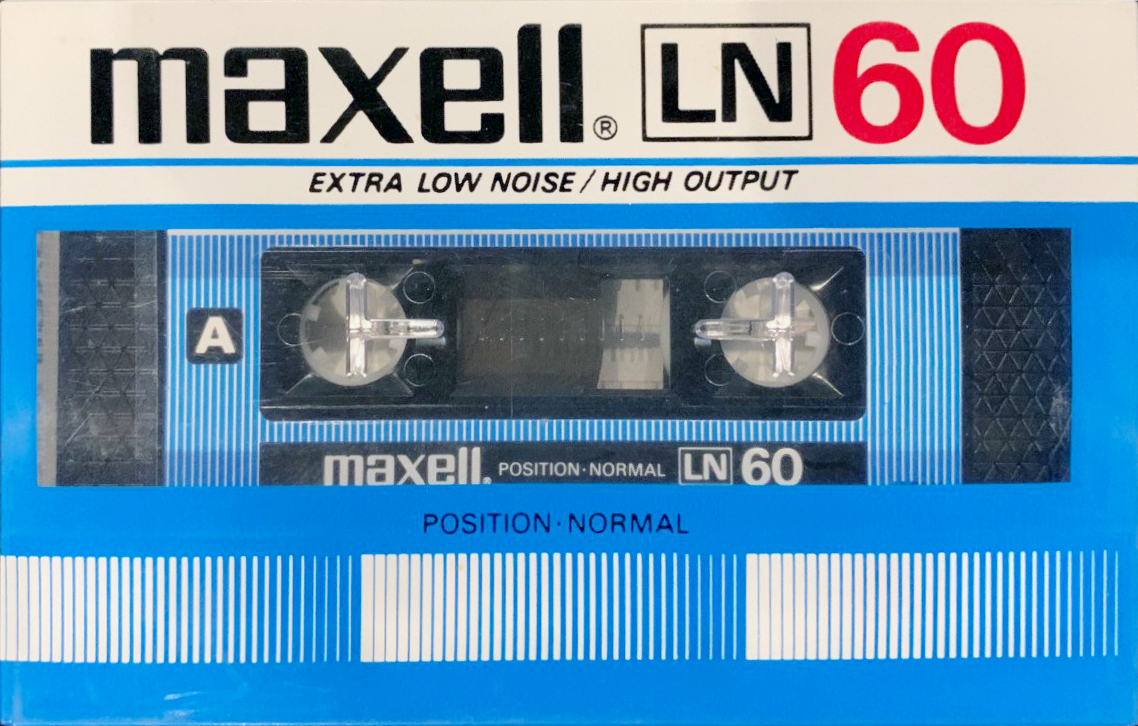 maxell® LN 60
EXTRA LOW NOISE/HIGH OUTPUT
A
maxell. POSITION·NORMAL LN 60
POSITION·NORMAL